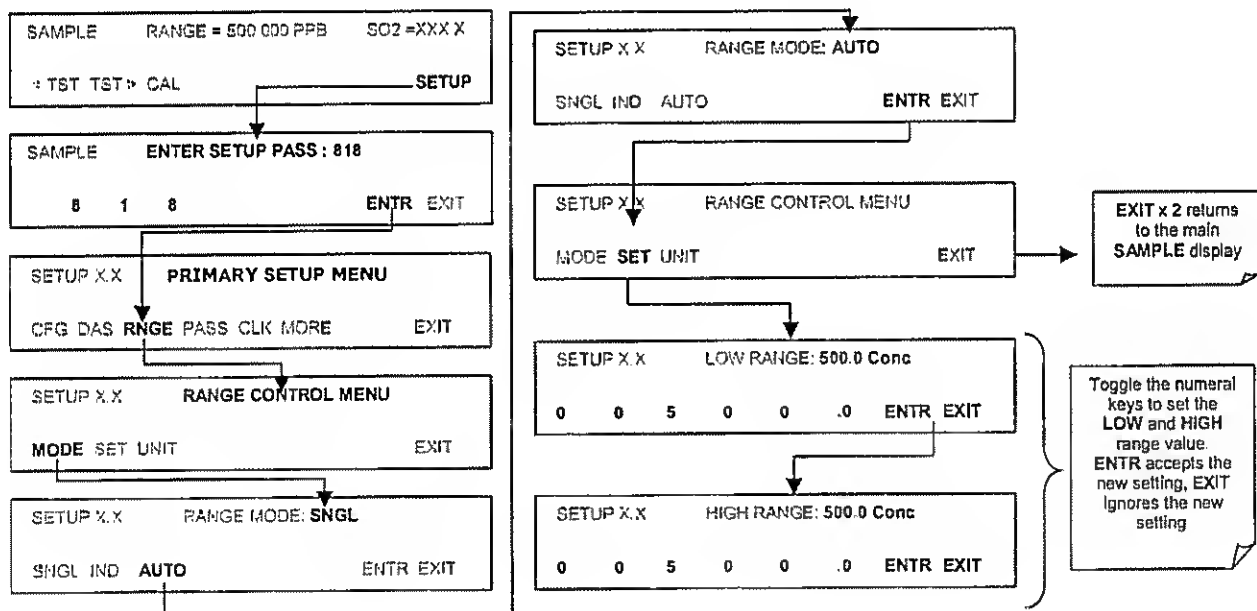 SAMPLE RANGE = 500 000 PPB SO2 =XXX X
< TST TST > CAL SETUP
SAMPLE ENTER SETUP PASS : 818
8 1 8 ENTR EXIT
SETUP X.X PRIMARY SETUP MENU
CFG DAS RNGE PASS CLK MORE EXIT
SETUP X.X RANGE CONTROL MENU
MODE SET UNIT EXIT
SETUP X.X RANGE MODE: SNGL
SNGL IND AUTO ENTR EXIT
SETUP X X RANGE MODE: AUTO
SNGL IND AUTO ENTR EXIT
SETUP X.X RANGE CONTROL MENU
MODE SET UNIT EXIT
EXIT x 2 returns
to the main
SAMPLE display
SETUP X.X LOW RANGE: 500.0 Conc
0 0 5 0 0 .0 ENTR EXIT
SETUP X.X HIGH RANGE: 500.0 Conc
0 0 5 0 0 .0 ENTR EXIT
Toggle the numeral
keys to set the
LOW and HIGH
range value.
ENTR accepts the
new setting, EXIT
ignores the new
setting